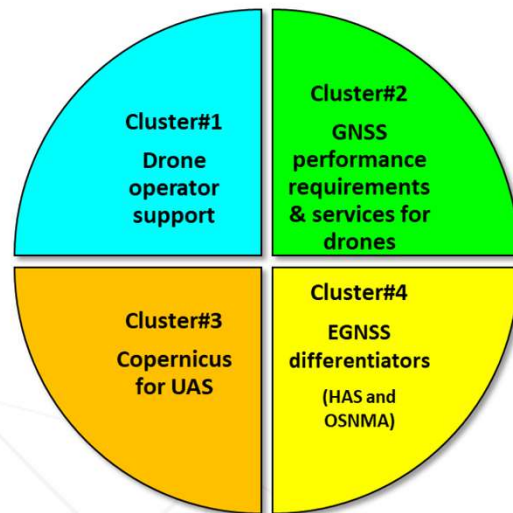 Cluster#1
Drone
operator
support
Cluster#2
GNSS
performance
requirements
& services for
drones
Cluster#3
Copernicus
for UAS
Cluster#4
EGNSS
differentiators
(HAS and
OSNMA)